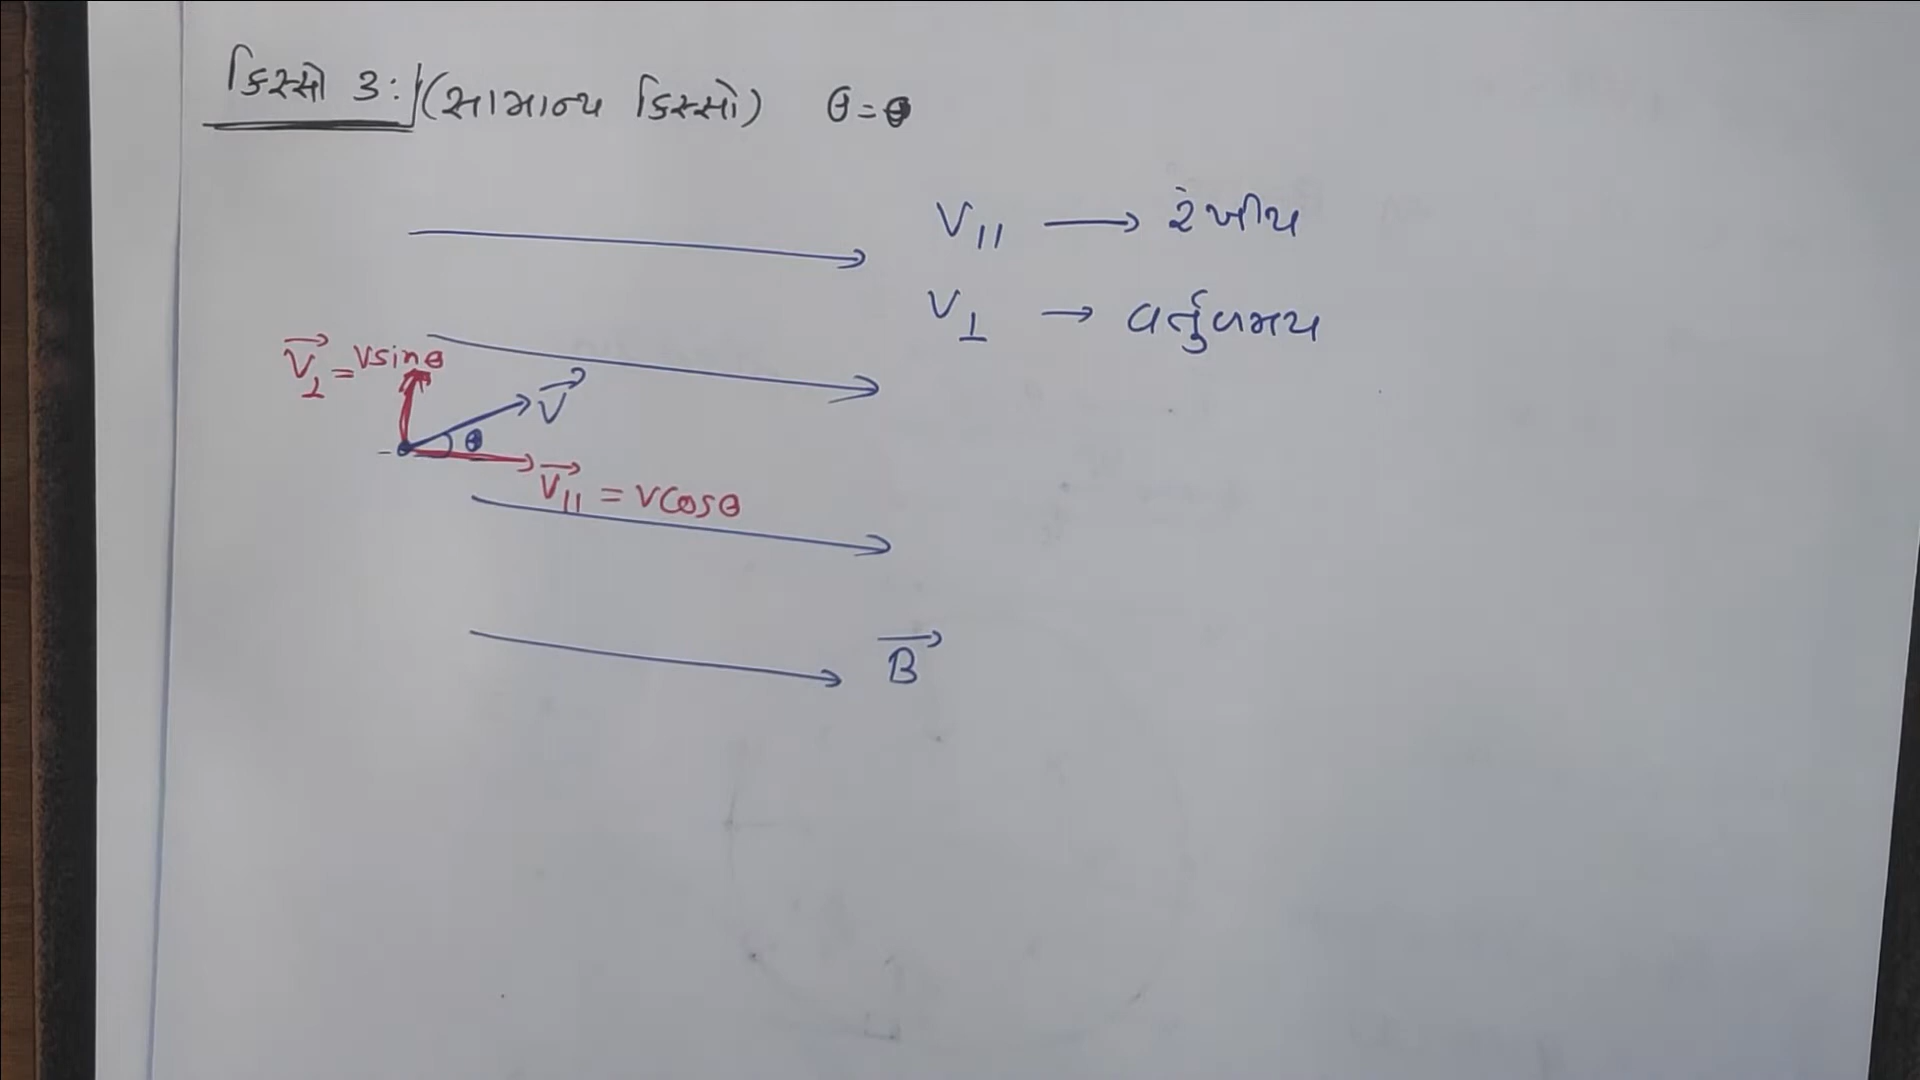 કિસ્સો 3: (સામાન્ય કિસ્સો) θ=θ
V|| → રેખીય
V⊥ → વર્તુળમય
V⊥ = Vsinθ
V
θ
V|| = Vcosθ
B